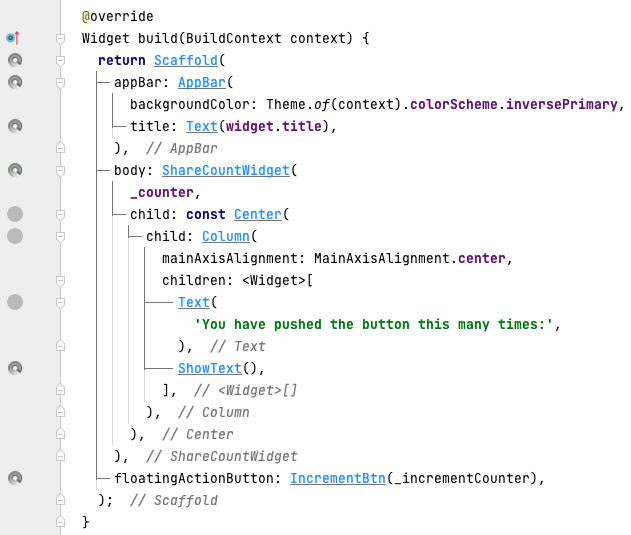 @override
Widget build(BuildContext context) {
  return Scaffold(
    appBar: AppBar(
      backgroundColor: Theme.of(context).colorScheme.inversePrimary,
      title: Text(widget.title),
    ),  // AppBar
    body: ShareCountWidget(
      _counter,
      child: const Center(
        child: Column(
          mainAxisAlignment: MainAxisAlignment.center,
          children: <Widget>[
            Text(
              'You have pushed the button this many times:',
            ),  // Text
            ShowText(),
          ],  // <Widget>[]
        ),  // Column
      ),  // Center
    ),  // ShareCountWidget
    floatingActionButton: IncrementBtn(_incrementCounter),
  );  // Scaffold
}